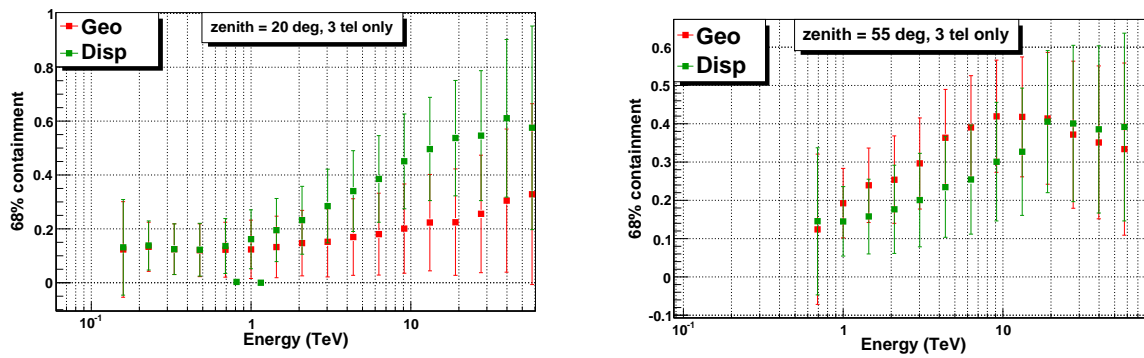 Geo
Disp
zenith = 20 deg, 3 tel only
68% containment
1
0.8
0.6
0.4
0.2
0
10-1
1
10
Energy (TeV)
Geo
Disp
zenith = 55 deg, 3 tel only
68% containment
0.6
0.5
0.4
0.3
0.2
0.1
0
-0.1
10-1
1
10
Energy (TeV)